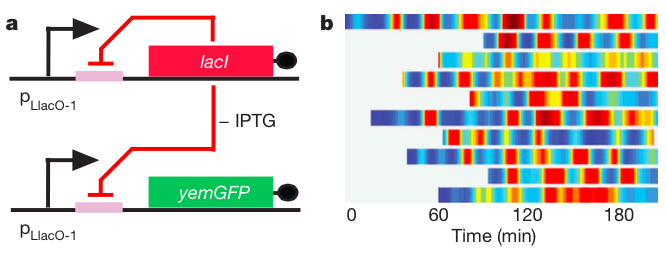 a
lacI
pLlacO-1
– IPTG
yemGFP
pLlacO-1
b
0 60 120 180
Time (min)